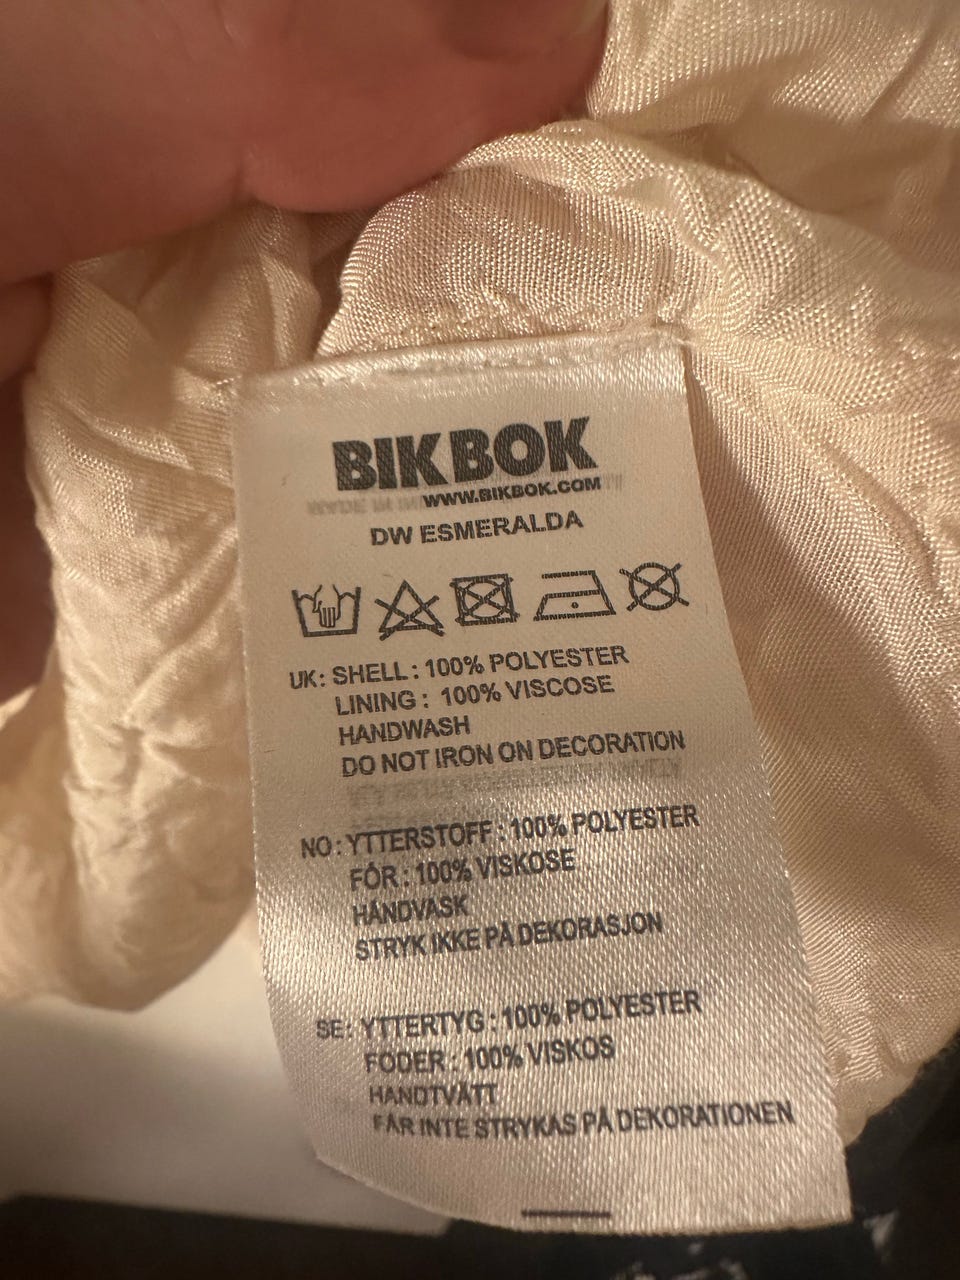 BIKBOK
WWW.BIKBOK.COM
DW ESMERALDA
UK: SHELL : 100% POLYESTER
LINING : 100% VISCOSE
HANDWASH
DO NOT IRON ON DECORATION
NO : YTTERSTOFF : 100% POLYESTER
FÔR : 100% VISKOSE
HÅNDVASK
STRYK IKKE PÅ DEKORASJON
SE: YTTERTYG : 100% POLYESTER
FODER : 100% VISKOS
HANDTVÄTT
FÅR INTE STRYKAS PÅ DEKORATIONEN